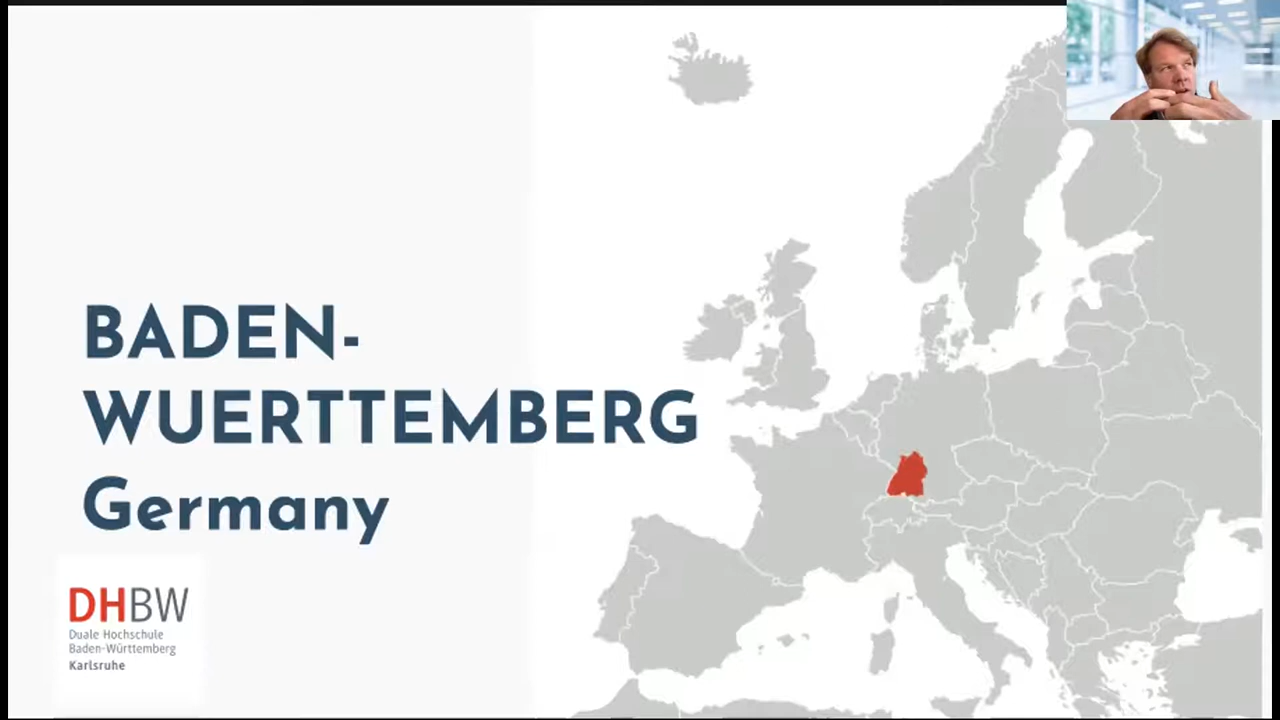 BADEN-
WUERTTEMBERG
Germany
DHBW
Duale Hochschule
Baden-Württemberg
Karlsruhe